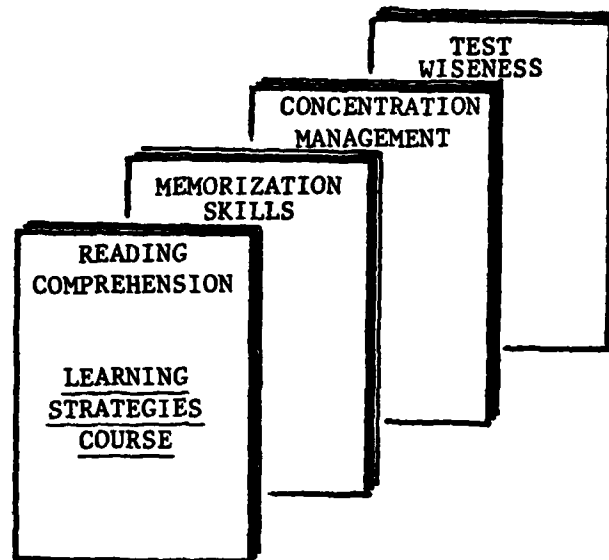 TEST
WISENESS
CONCENTRATION
MANAGEMENT
MEMORIZATION
SKILLS
READING
COMPREHENSION
LEARNING
STRATEGIES
COURSE